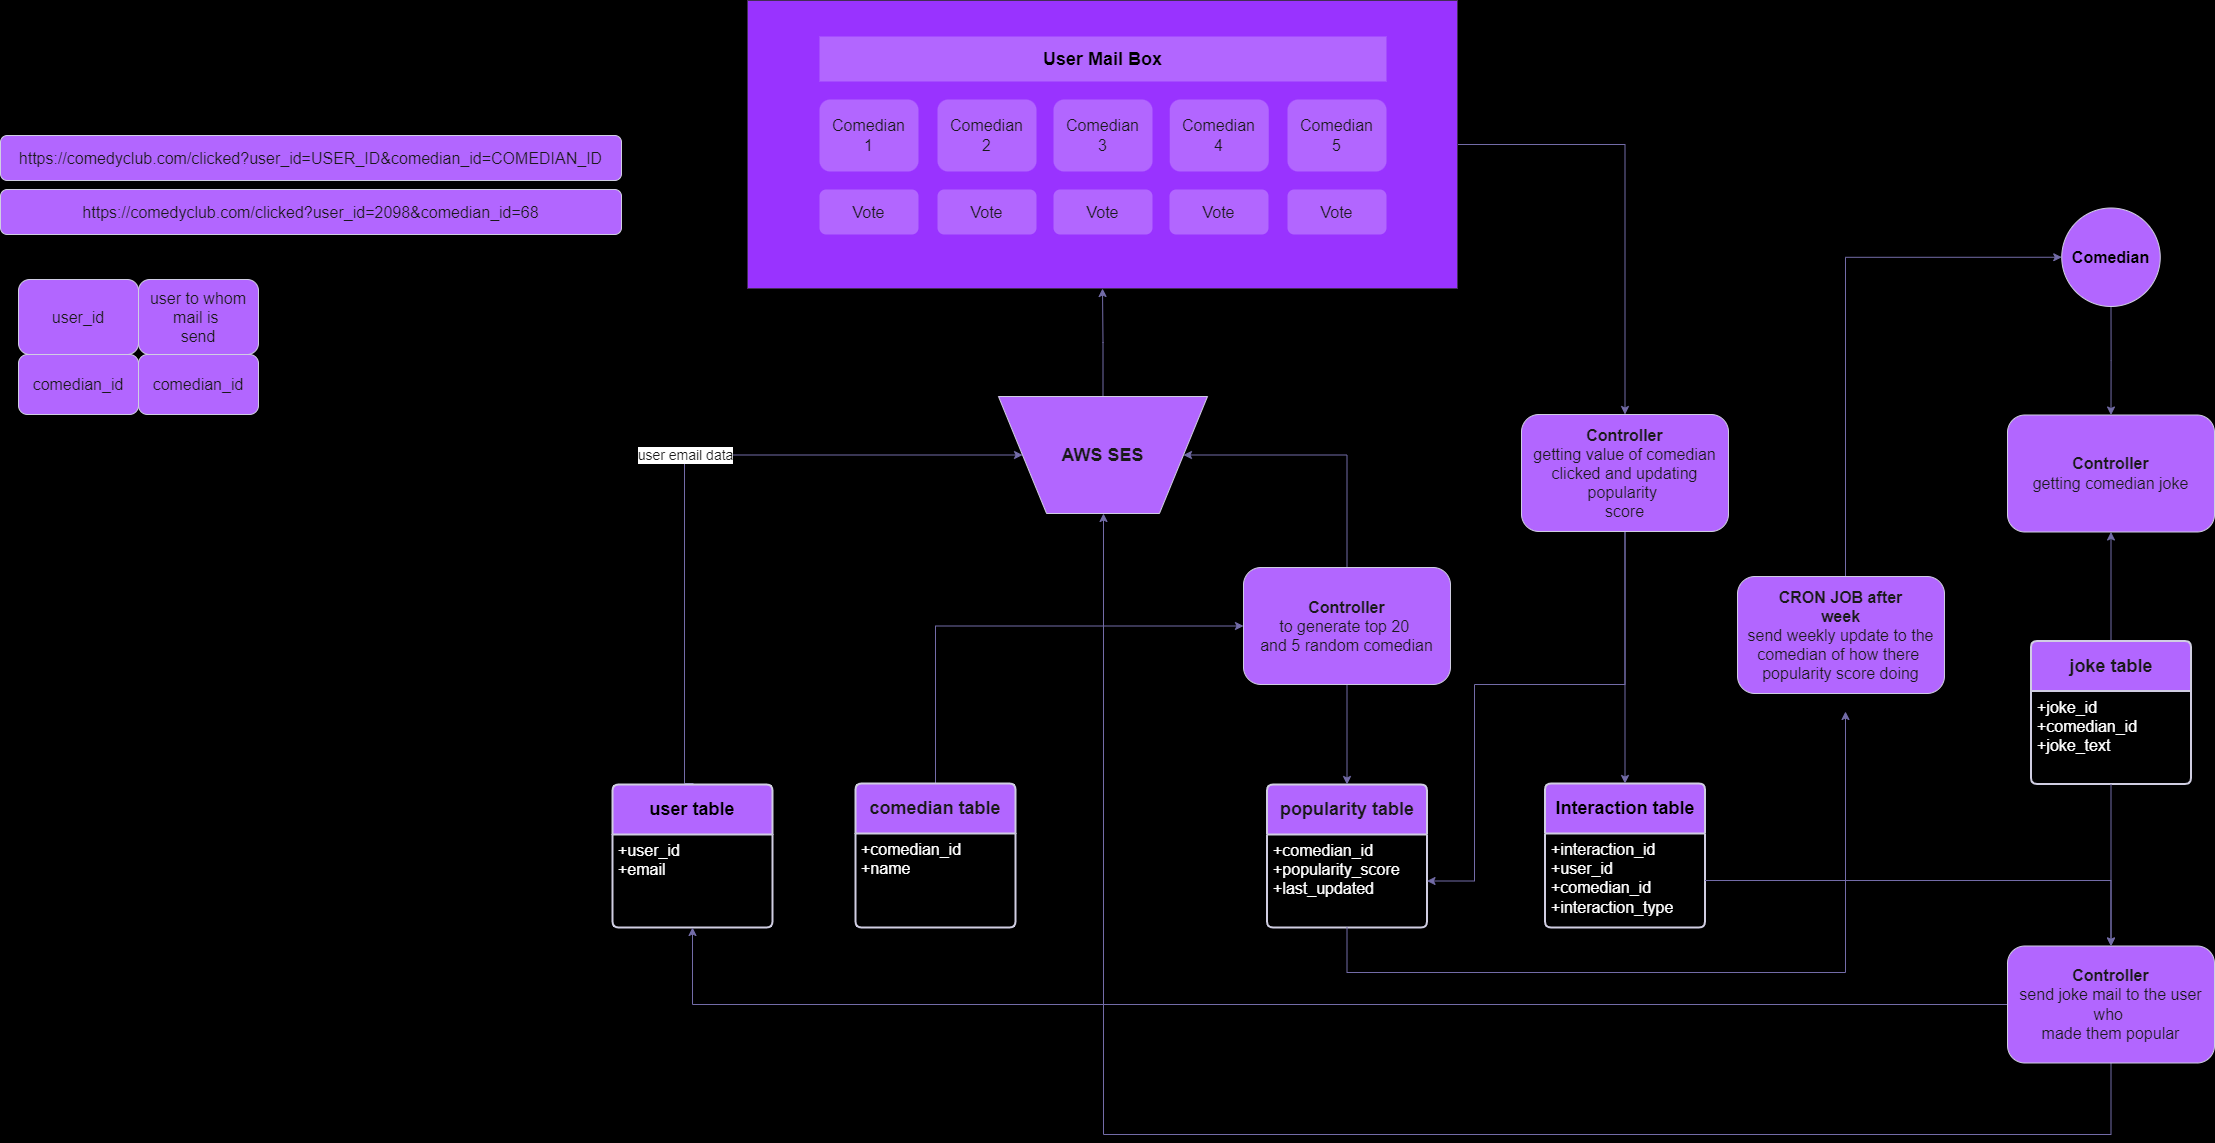 User Mail Box
Comedian
1
Comedian
2
Comedian
3
Comedian
4
Comedian
5
Vote
Vote
Vote
Vote
Vote
https://comedyclub.com/clicked?user_id=USER_ID&comedian_id=COMEDIAN_ID
https://comedyclub.com/clicked?user_id=2098&comedian_id=68
user_id
user to whom
mail is
send
comedian_id
comedian_id
Comedian
user email data
AWS SES
Controller
getting value of comedian
clicked and updating
popularity
score
Controller
getting comedian joke
Controller
to generate top 20
and 5 random comedian
CRON JOB after
week
send weekly update to the
comedian of how there
popularity score doing
joke table
+joke_id
+comedian_id
+joke_text
user table
+user_id
+email
comedian table
+comedian_id
+name
popularity table
+comedian_id
+popularity_score
+last_updated
Interaction table
+interaction_id
+user_id
+comedian_id
+interaction_type
Controller
send joke mail to the user
who
made them popular